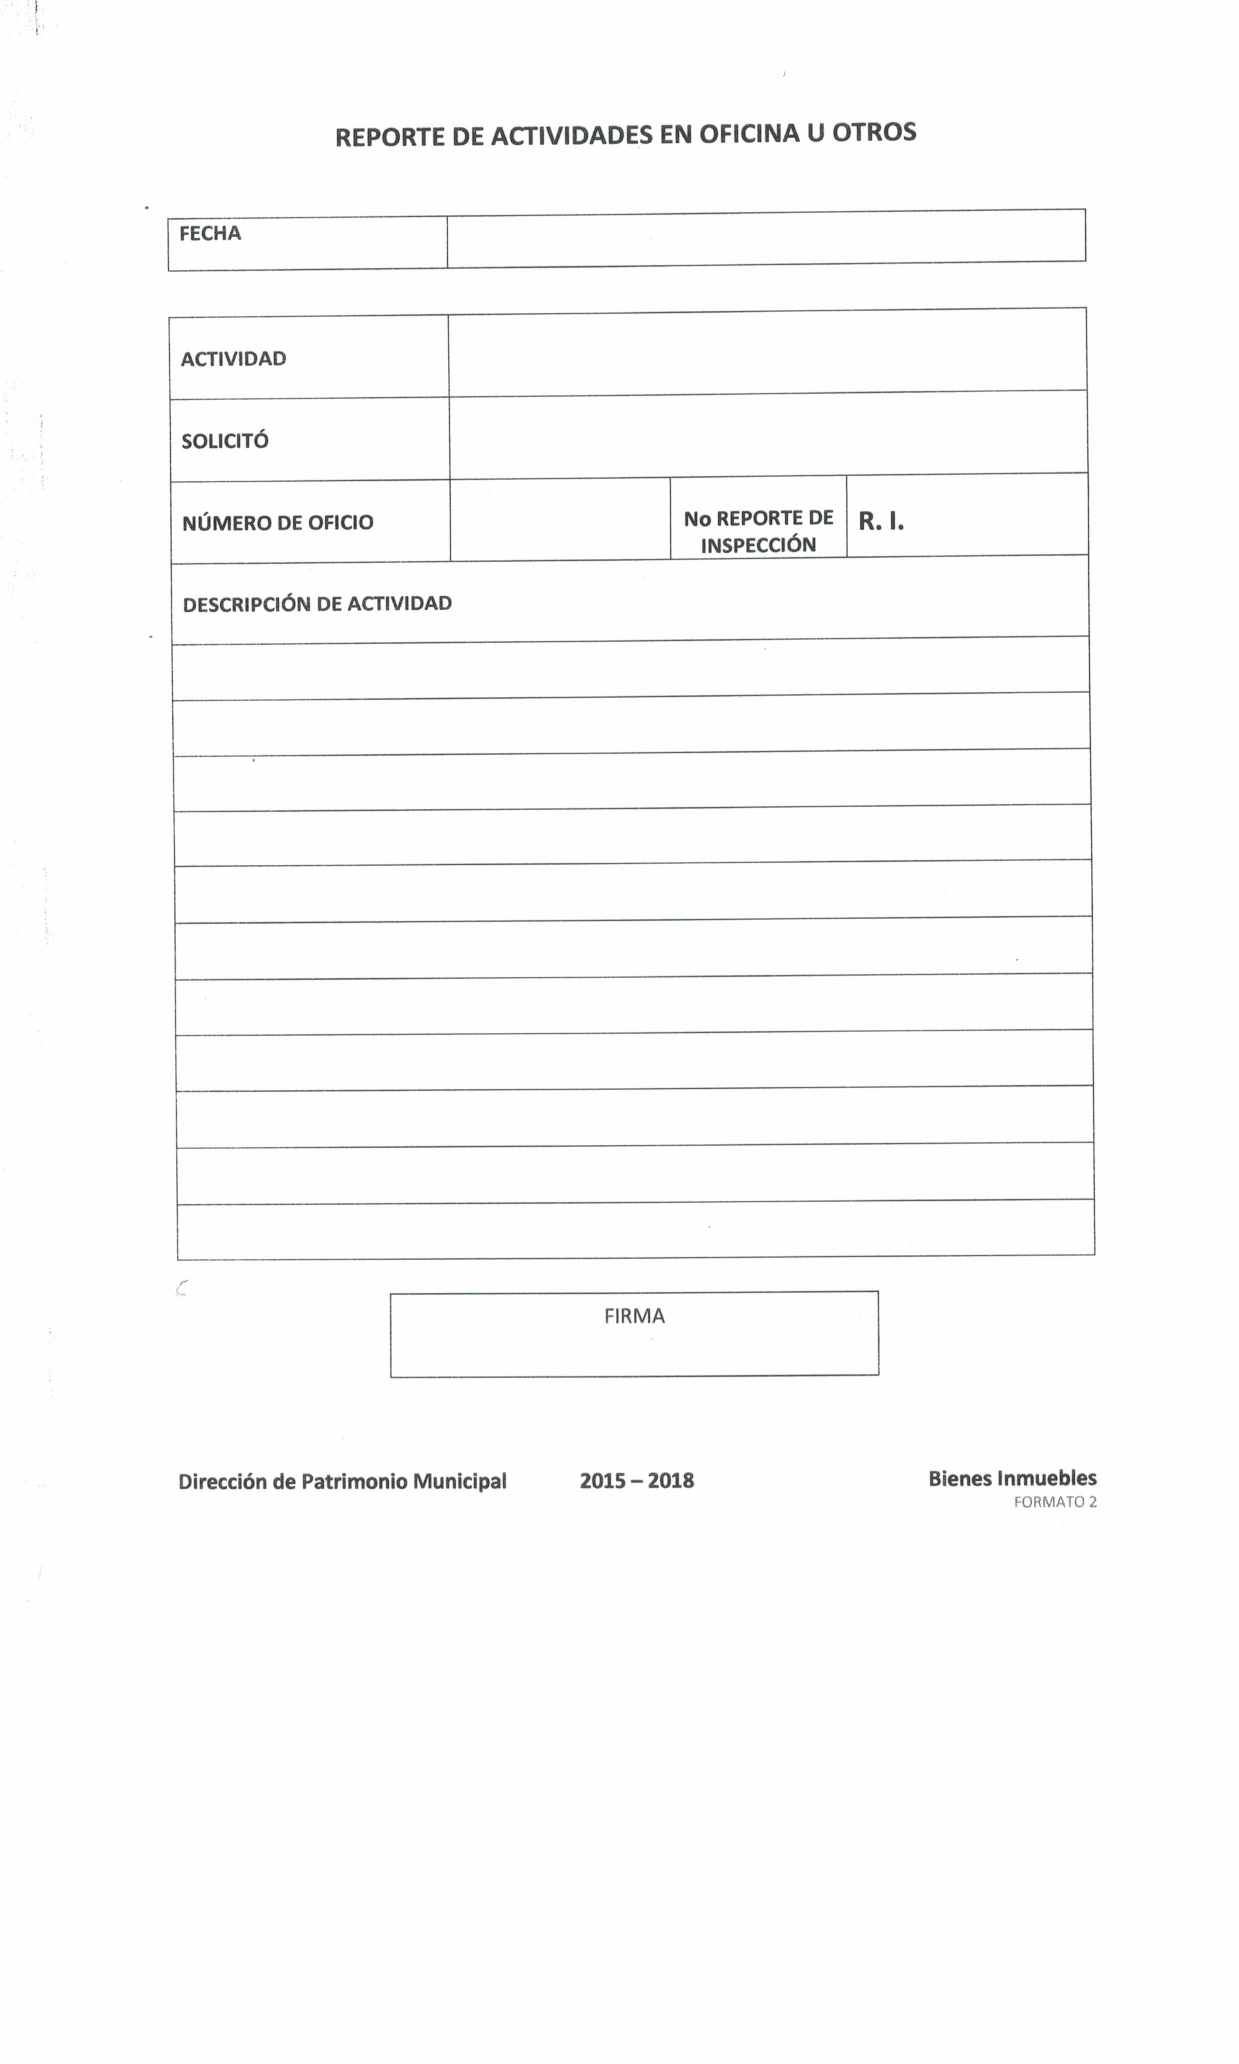 REPORTE DE ACTIVIDADES EN OFICINA U OTROS
FECHA
ACTIVIDAD
SOLICITÓ
NÚMERO DE OFICIO
No REPORTE DE
INSPECCIÓN
R. I.
DESCRIPCIÓN DE ACTIVIDAD
FIRMA
Dirección de Patrimonio Municipal 2015 – 2018 Bienes Inmuebles
FORMATO 2